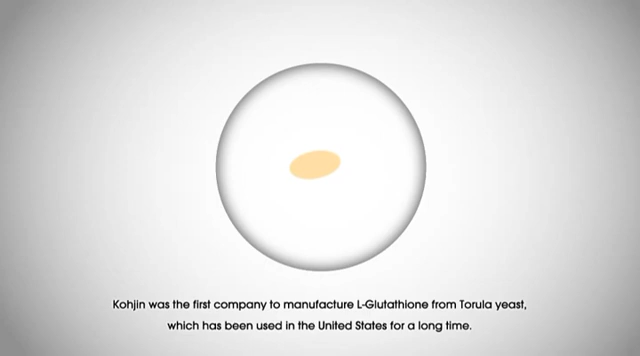 Kohjin was the first company to manufacture L-Glutathione from Torula yeast,
which has been used in the United States for a long time.